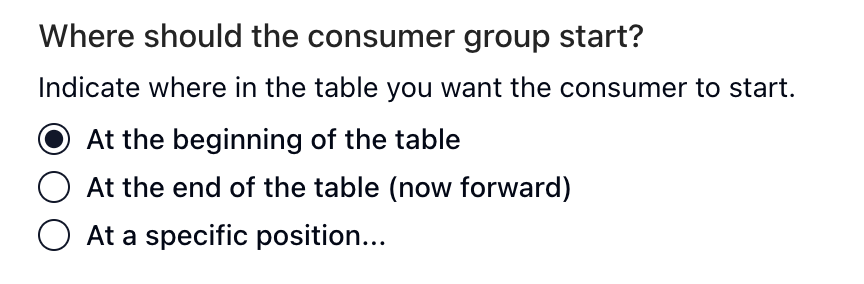 Where should the consumer group start?
Indicate where in the table you want the consumer to start.
At the beginning of the table
At the end of the table (now forward)
At a specific position...